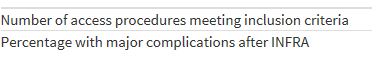 Number of access procedures meeting inclusion criteria
Percentage with major complications after INFRA